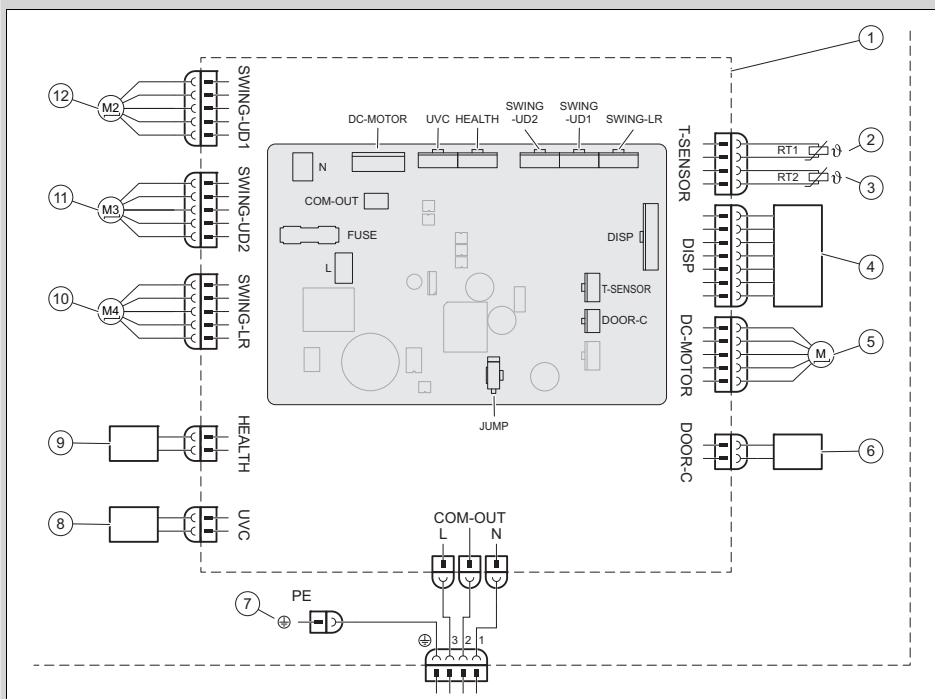 1
12
M2
SWING-UD1
DC-MOTOR
UVC
HEALTH
SWING
-UD2
SWING
-UD1
SWING-LR
T-SENSOR
RT1
ϑ
2
RT2
ϑ
3
N
COM-OUT
FUSE
L
DISP
T-SENSOR
DOOR-C
JUMP
11
M3
SWING-UD2
DISP
4
10
M4
SWING-LR
DC-MOTOR
M
5
9
HEALTH
DOOR-C
6
8
UVC
COM-OUT
L
N
7
PE
3
2
1